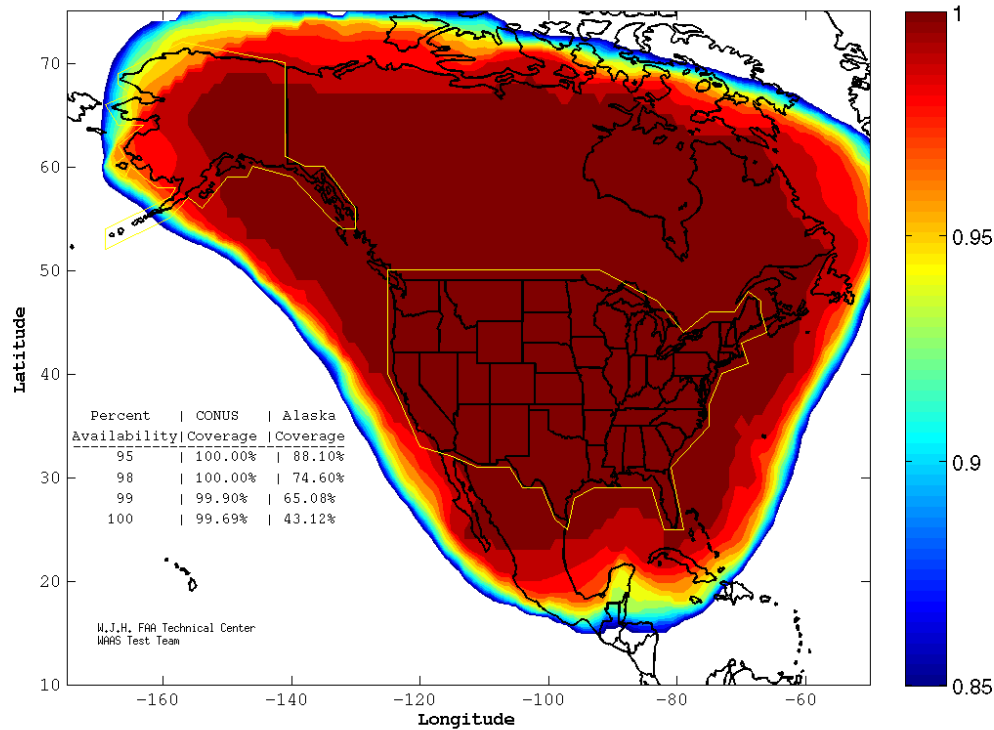 1
70
60
0.95
50
Latitude
40
0.9
Percent | CONUS | Alaska
Availability|Coverage |Coverage
95 | 100.00% | 88.10%
98 | 100.00% | 74.60%
99 | 99.90% | 65.08%
100 | 99.69% | 43.12%
30
20
W.J.H. FAA Technical Center
WAAS Test Team
10
0.85
-160 -140 -120 -100 -80 -60
Longitude